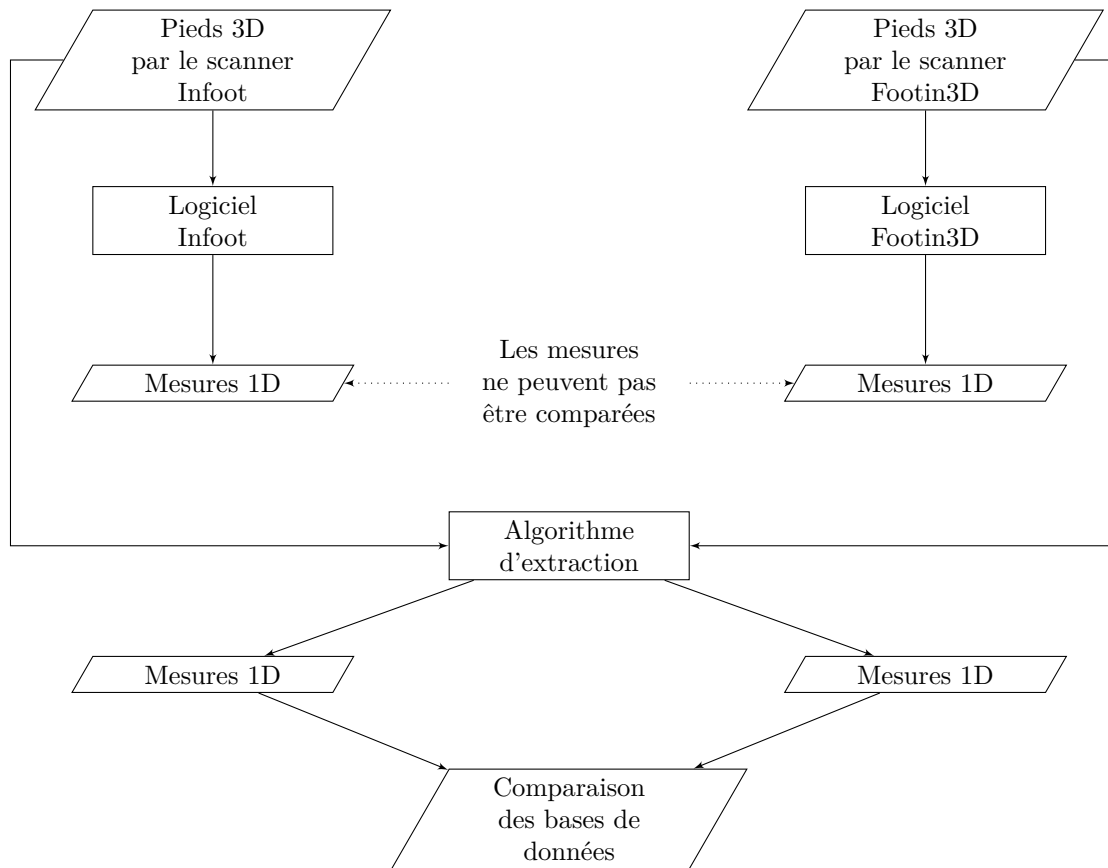 Pieds 3D
par le scanner
Infoot
Pieds 3D
par le scanner
Footin3D
Logiciel
Infoot
Logiciel
Footin3D
Mesures 1D
Les mesures
ne peuvent pas
être comparées
Mesures 1D
Algorithme
d'extraction
Mesures 1D
Mesures 1D
Comparaison
des bases de
données